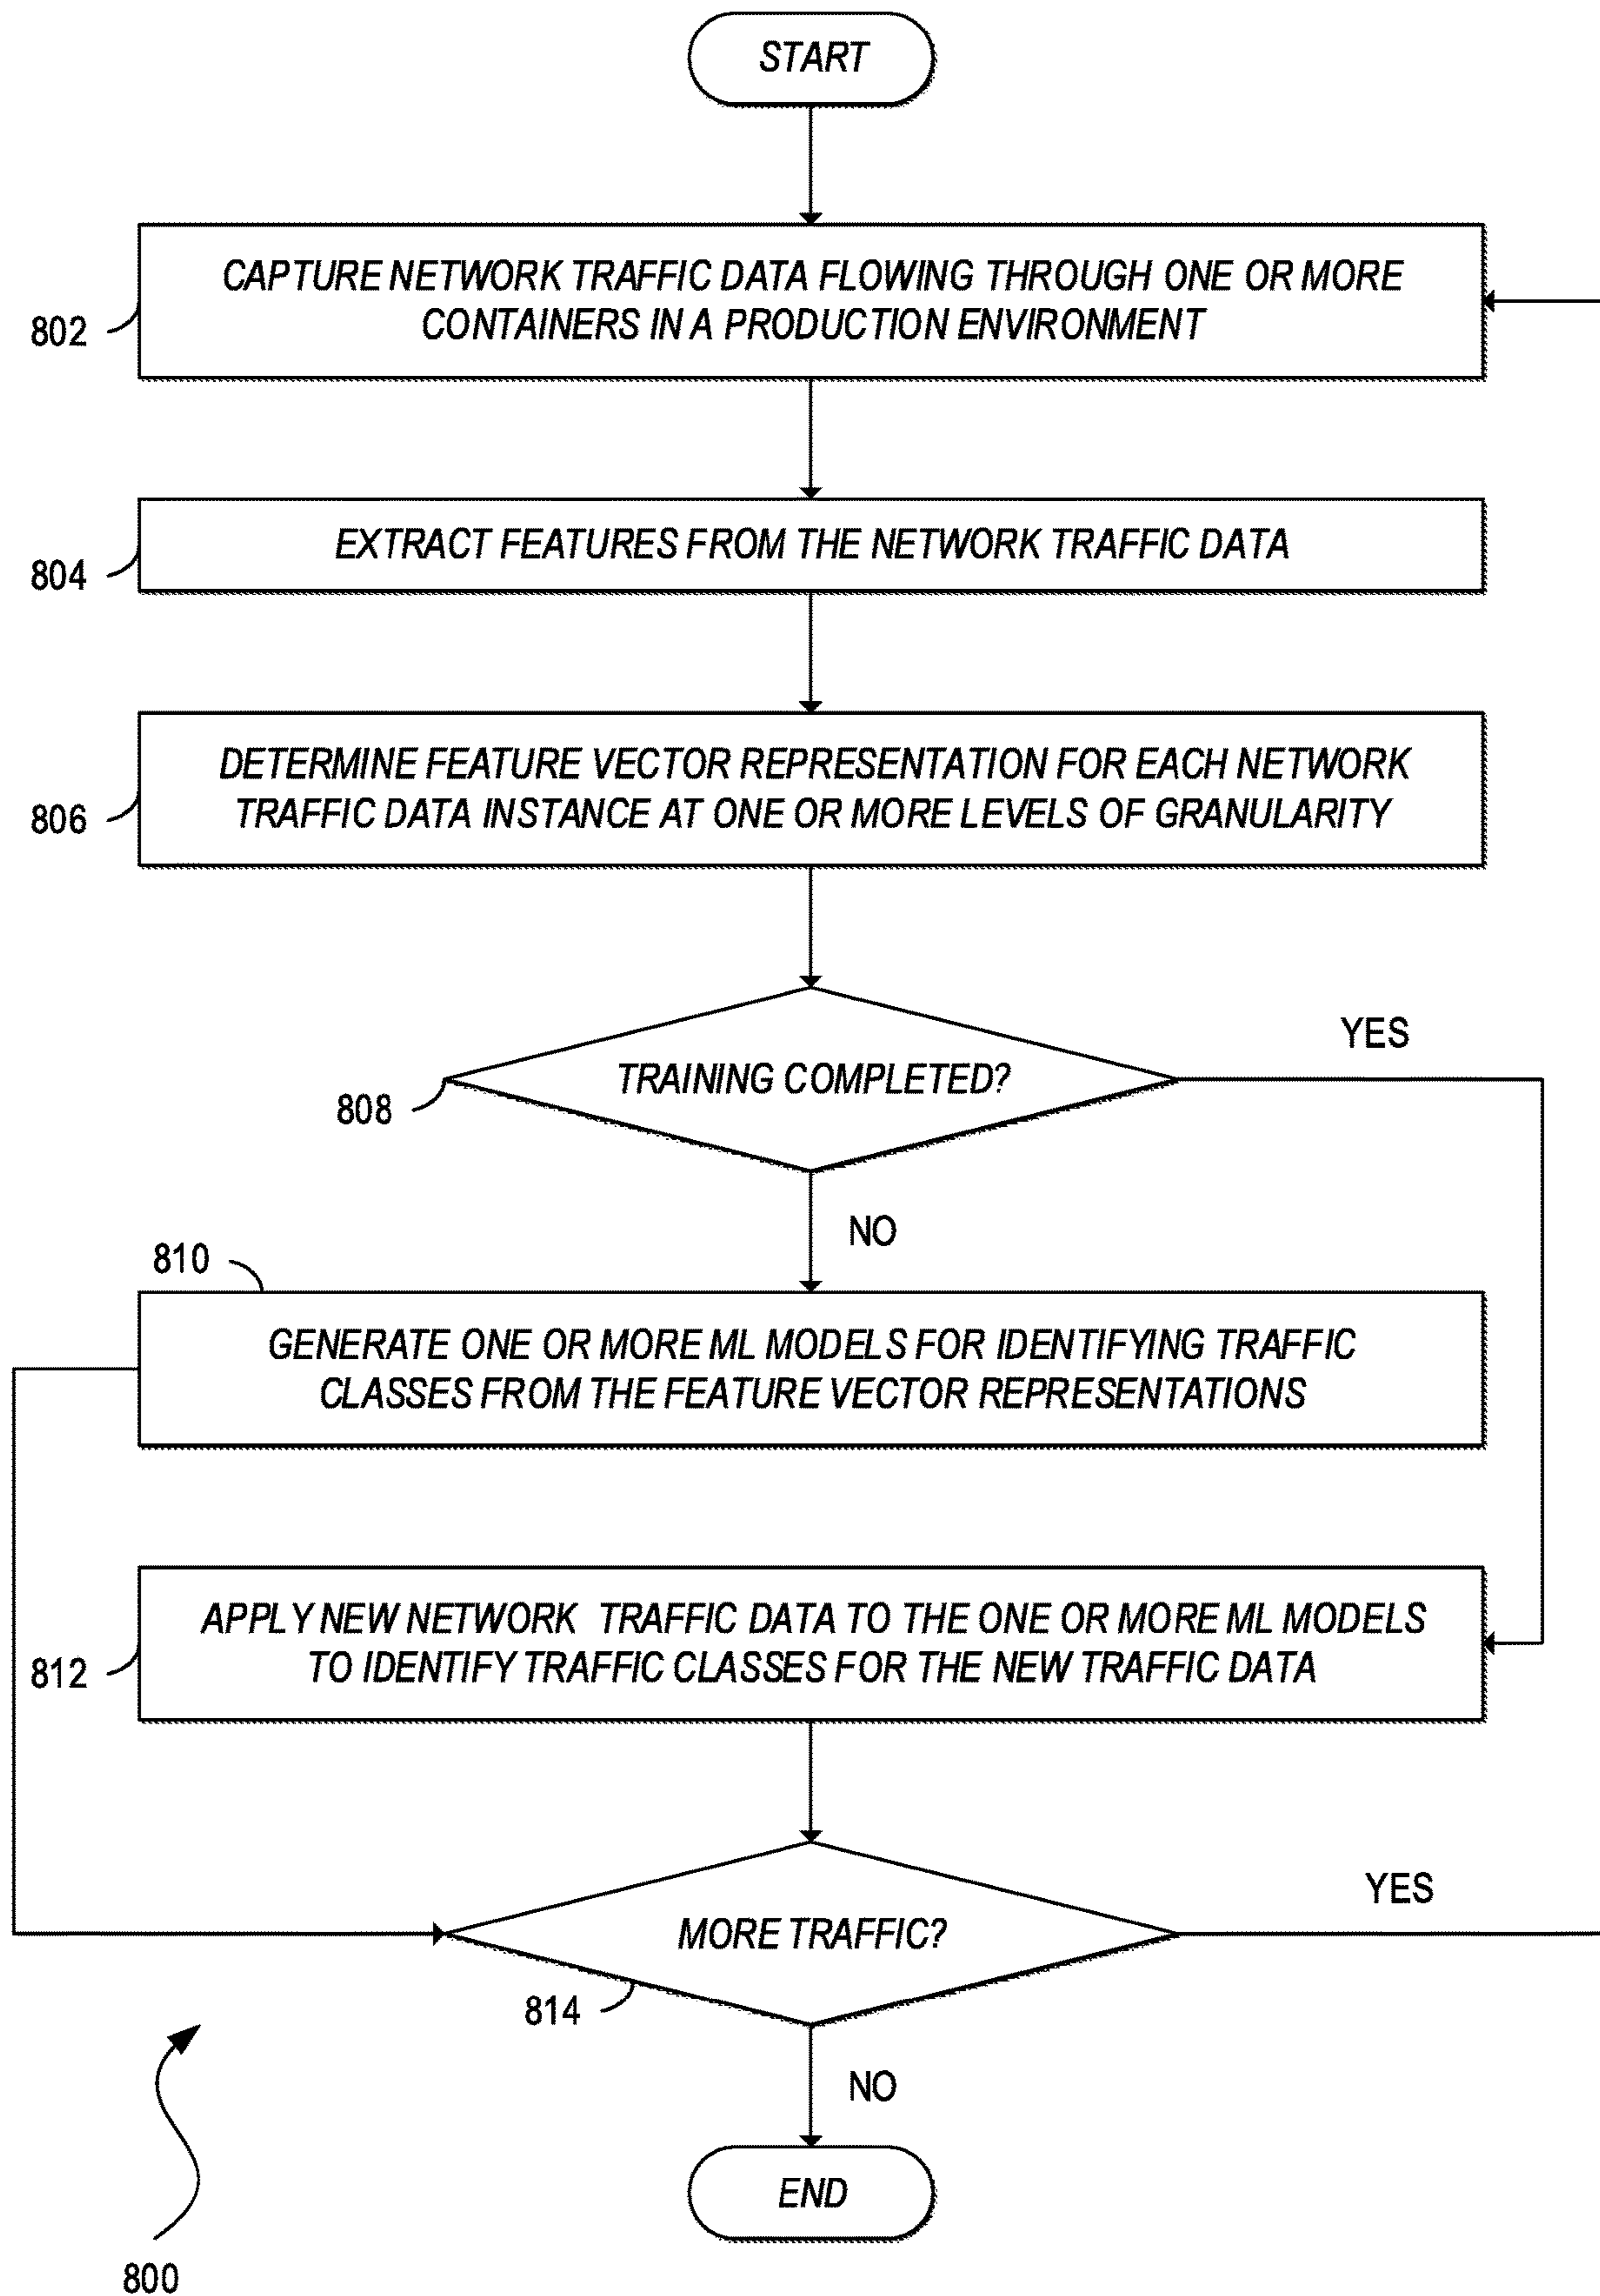 START
CAPTURE NETWORK TRAFFIC DATA FLOWING THROUGH ONE OR MORE
CONTAINERS IN A PRODUCTION ENVIRONMENT
802
EXTRACT FEATURES FROM THE NETWORK TRAFFIC DATA
804
DETERMINE FEATURE VECTOR REPRESENTATION FOR EACH NETWORK
TRAFFIC DATA INSTANCE AT ONE OR MORE LEVELS OF GRANULARITY
806
YES
TRAINING COMPLETED?
808
NO
810
GENERATE ONE OR MORE ML MODELS FOR IDENTIFYING TRAFFIC
CLASSES FROM THE FEATURE VECTOR REPRESENTATIONS
APPLY NEW NETWORK TRAFFIC DATA TO THE ONE OR MORE ML MODELS
TO IDENTIFY TRAFFIC CLASSES FOR THE NEW TRAFFIC DATA
812
YES
MORE TRAFFIC?
814
NO
END
800